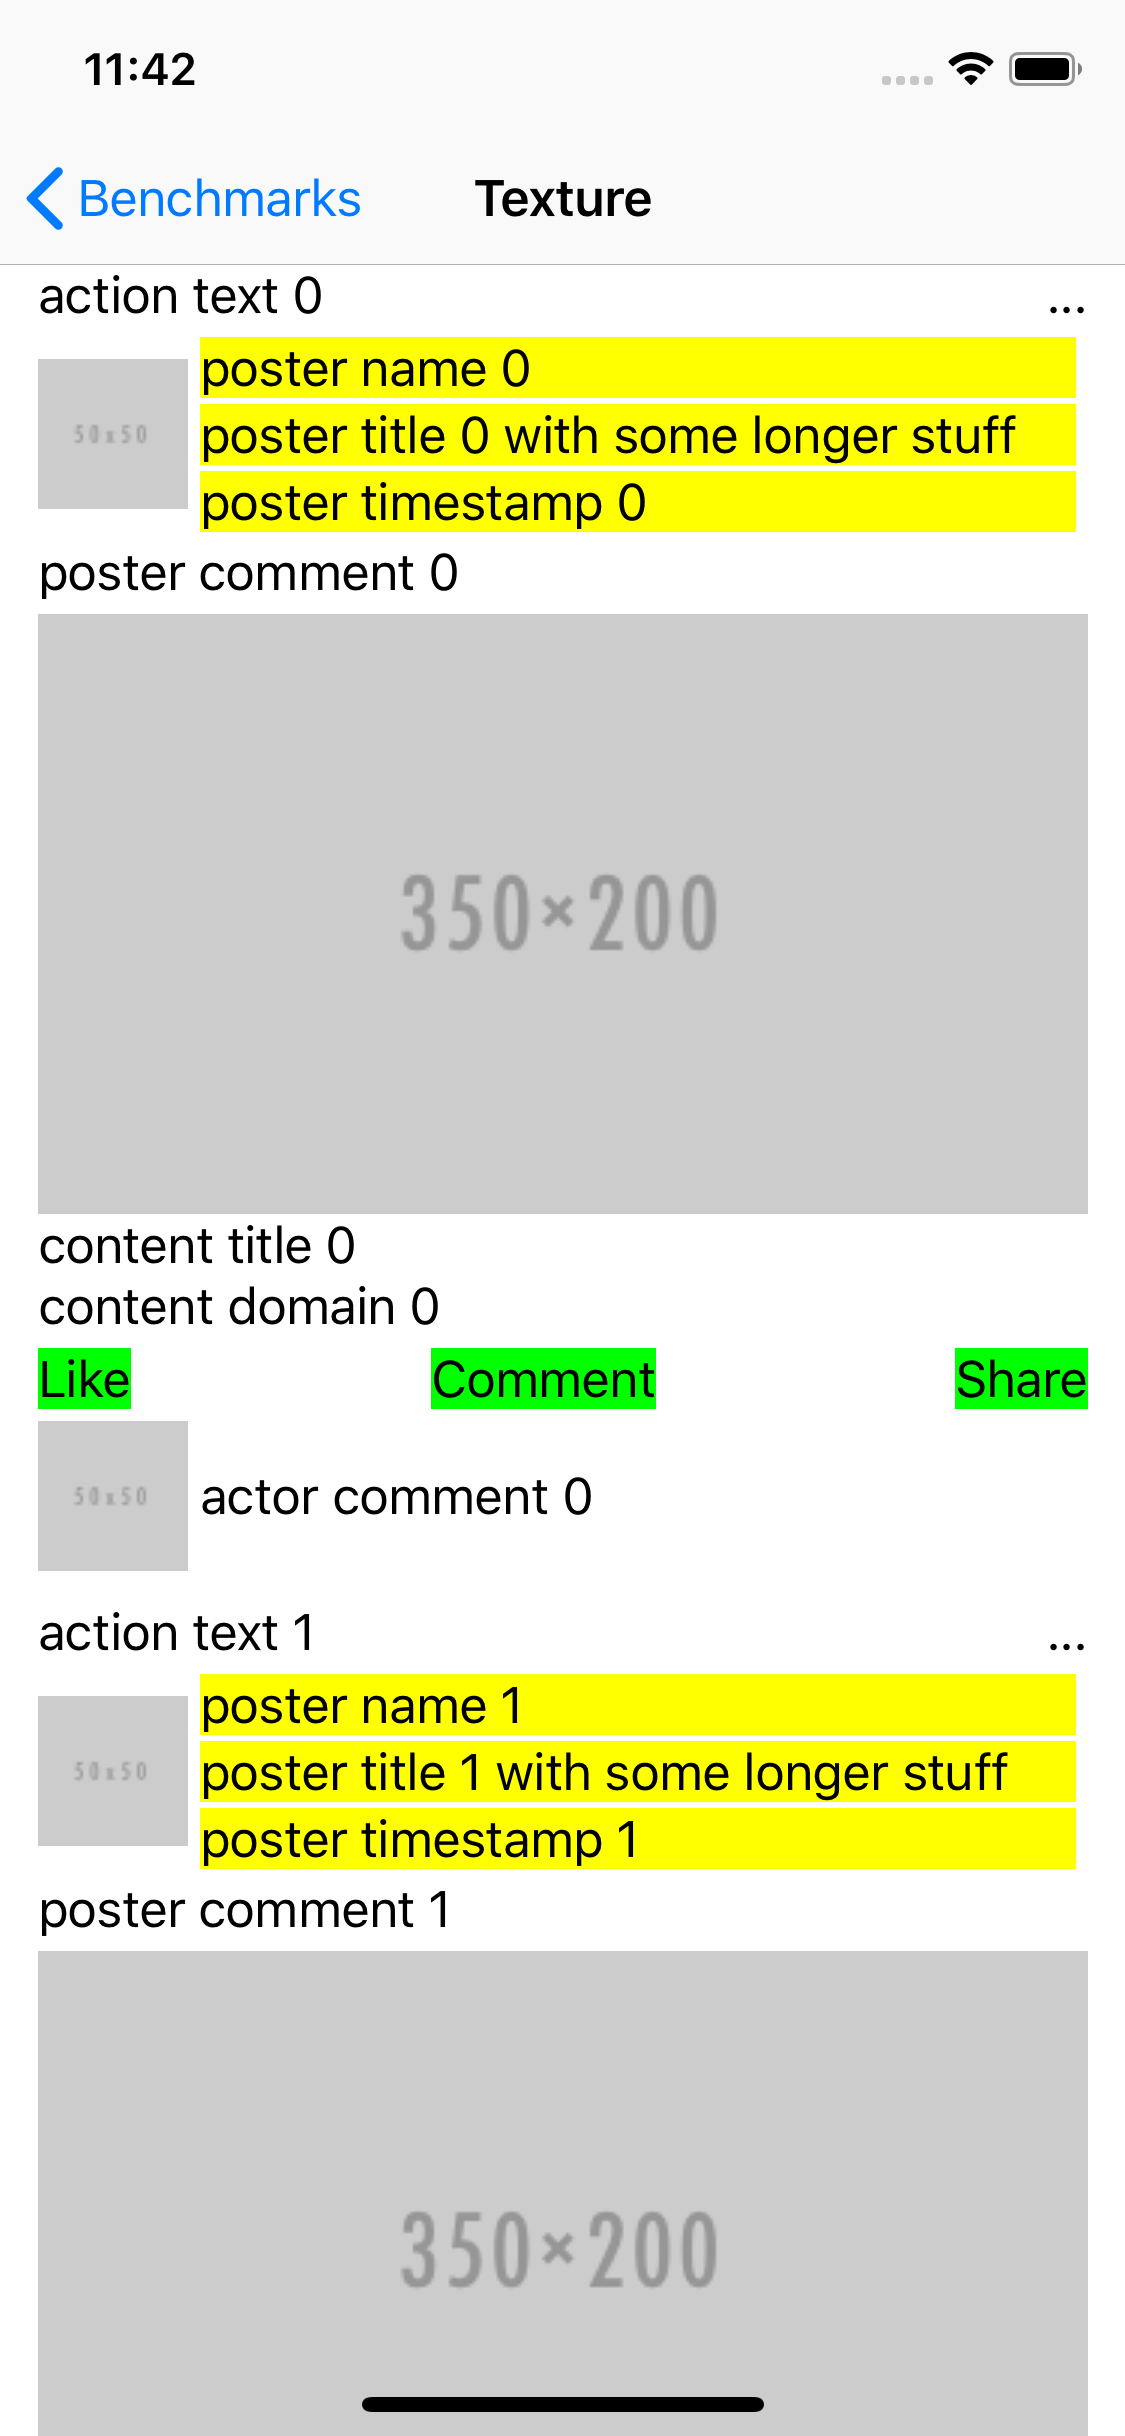 11:42
Benchmarks Texture
action text 0 ...
50x50
poster name 0
poster title 0 with some longer stuff
poster timestamp 0
poster comment 0
350×200
content title 0
content domain 0
Like Comment Share
50x50
actor comment 0
action text 1 ...
50x50
poster name 1
poster title 1 with some longer stuff
poster timestamp 1
poster comment 1
350×200